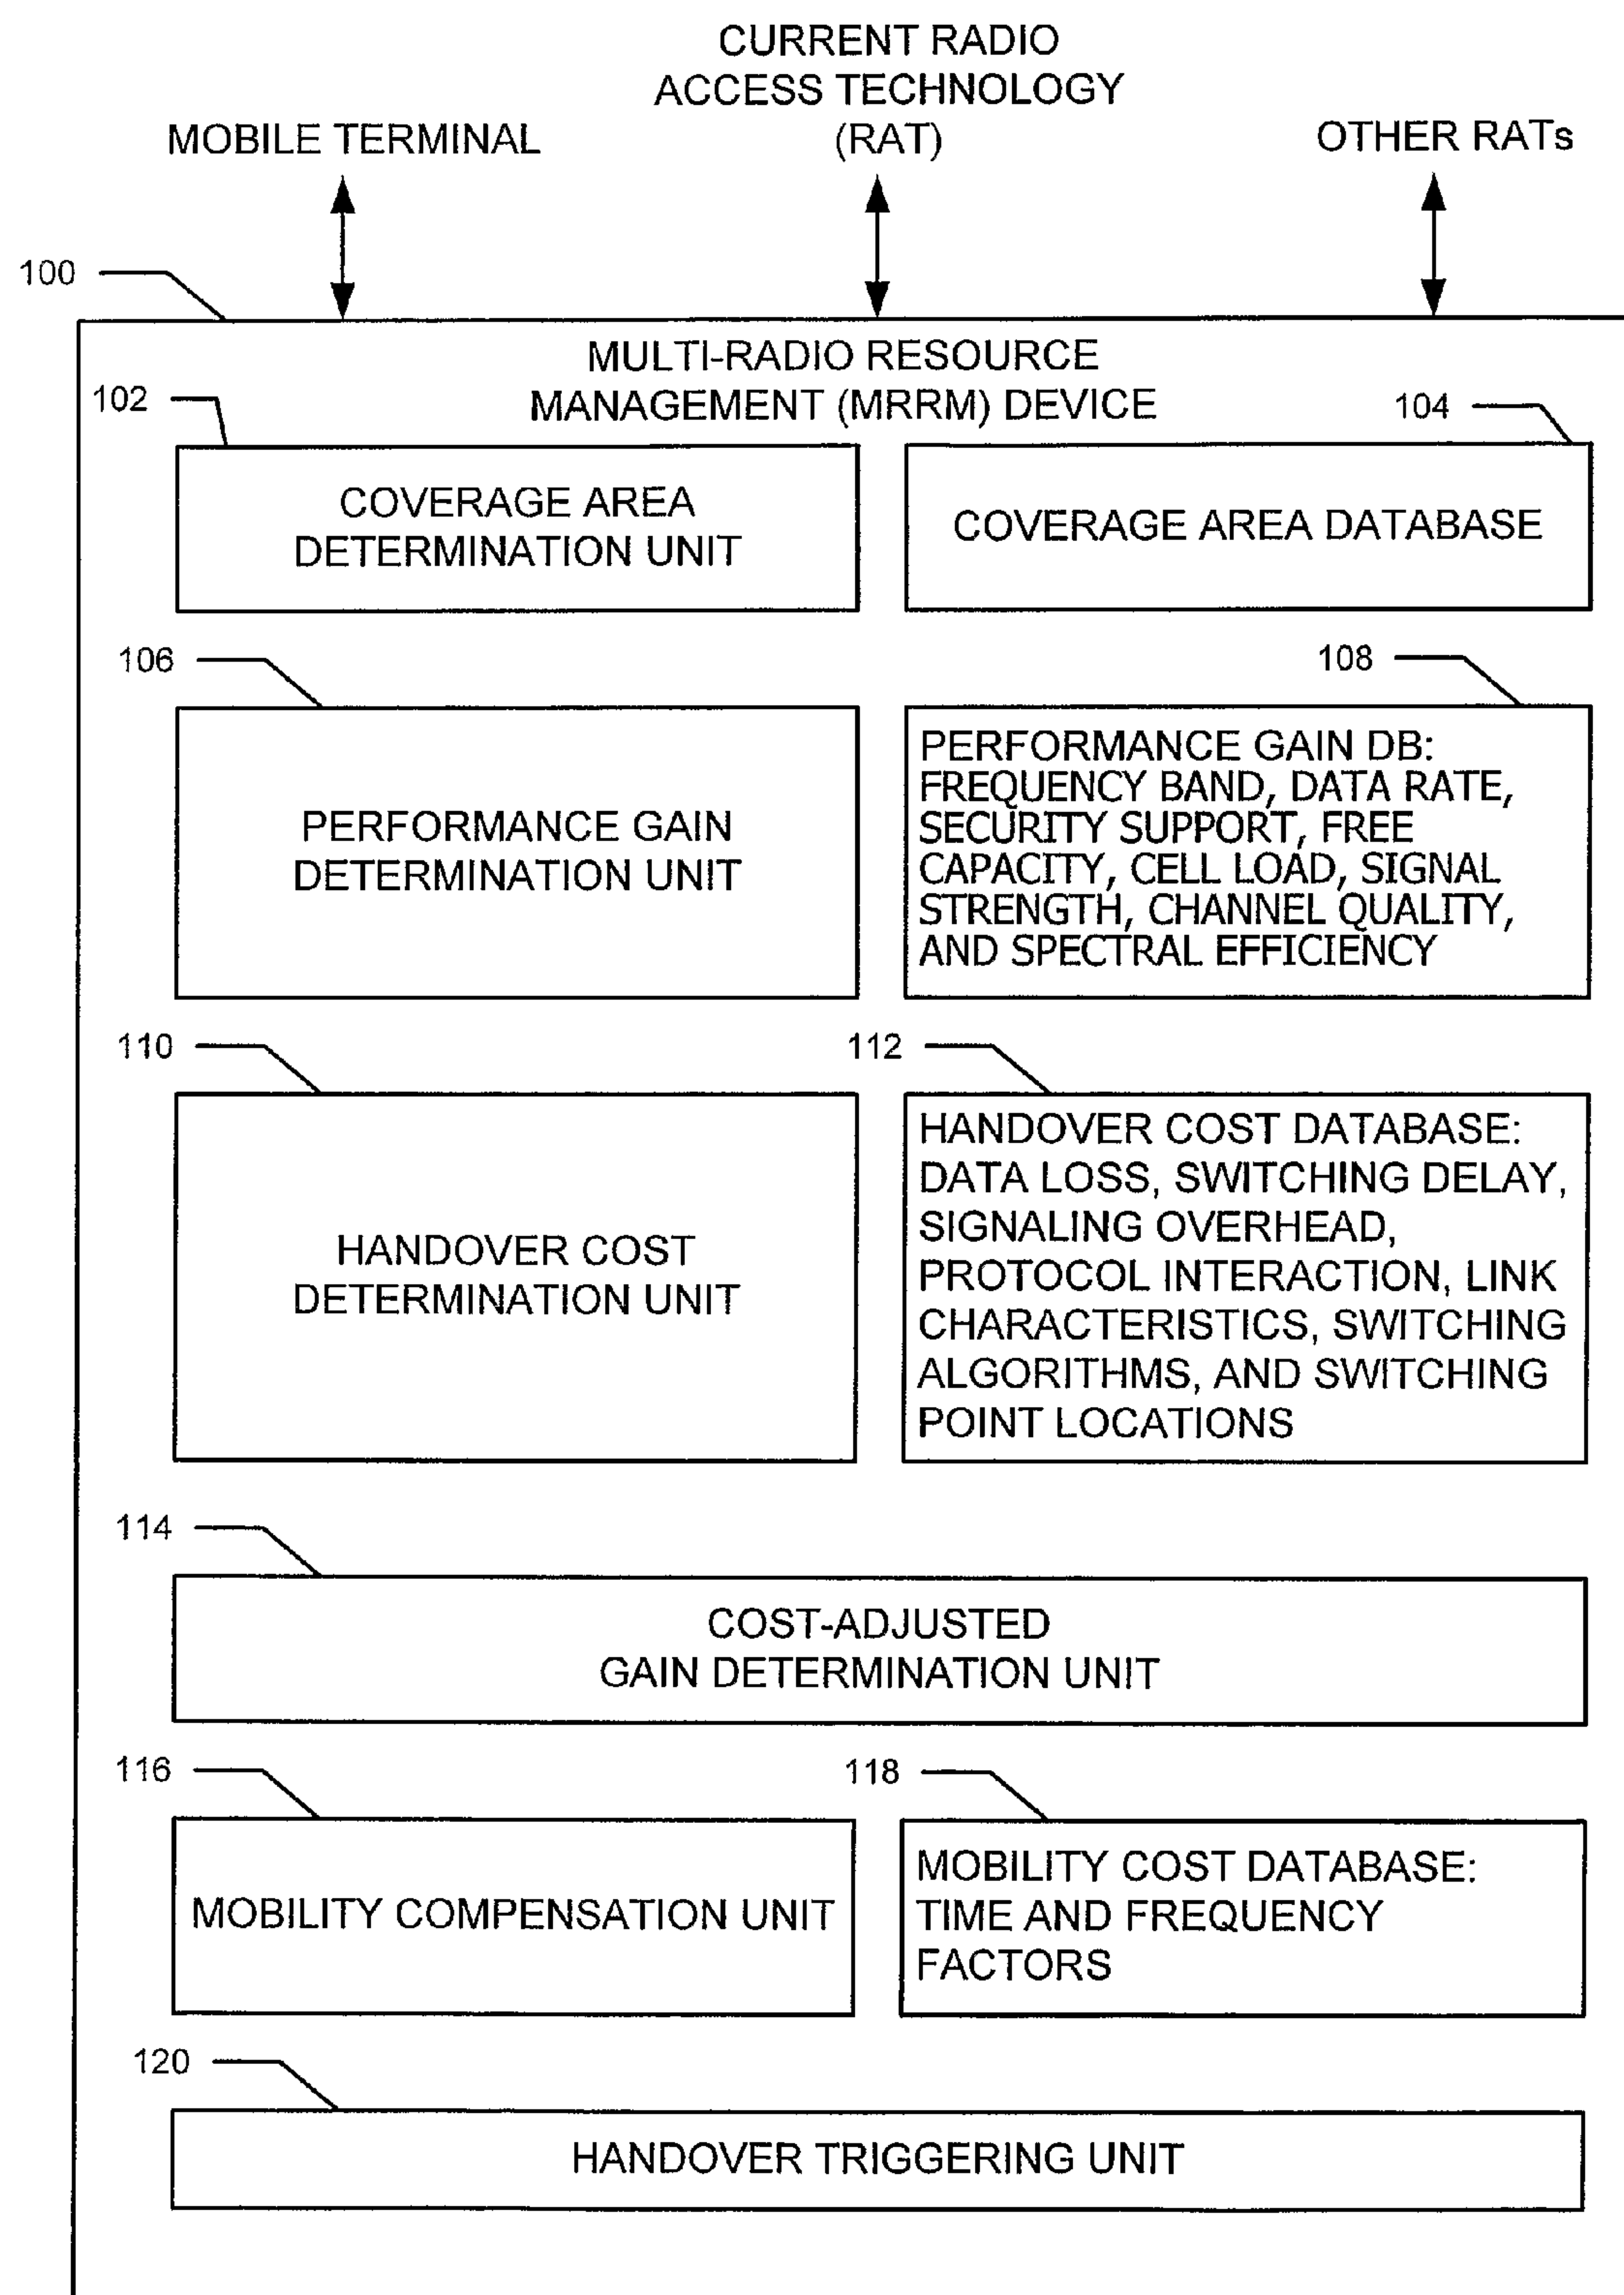 CURRENT RADIO
ACCESS TECHNOLOGY
(RAT)
MOBILE TERMINAL
OTHER RATs
100
MULTI-RADIO RESOURCE
MANAGEMENT (MRRM) DEVICE
102
104
COVERAGE AREA
DETERMINATION UNIT
COVERAGE AREA DATABASE
106
108
PERFORMANCE GAIN
DETERMINATION UNIT
PERFORMANCE GAIN DB:
FREQUENCY BAND, DATA RATE,
SECURITY SUPPORT, FREE
CAPACITY, CELL LOAD, SIGNAL
STRENGTH, CHANNEL QUALITY,
AND SPECTRAL EFFICIENCY
110
112
HANDOVER COST
DETERMINATION UNIT
HANDOVER COST DATABASE:
DATA LOSS, SWITCHING DELAY,
SIGNALING OVERHEAD,
PROTOCOL INTERACTION, LINK
CHARACTERISTICS, SWITCHING
ALGORITHMS, AND SWITCHING
POINT LOCATIONS
114
COST-ADJUSTED
GAIN DETERMINATION UNIT
116
118
MOBILITY COMPENSATION UNIT
MOBILITY COST DATABASE:
TIME AND FREQUENCY
FACTORS
120
HANDOVER TRIGGERING UNIT